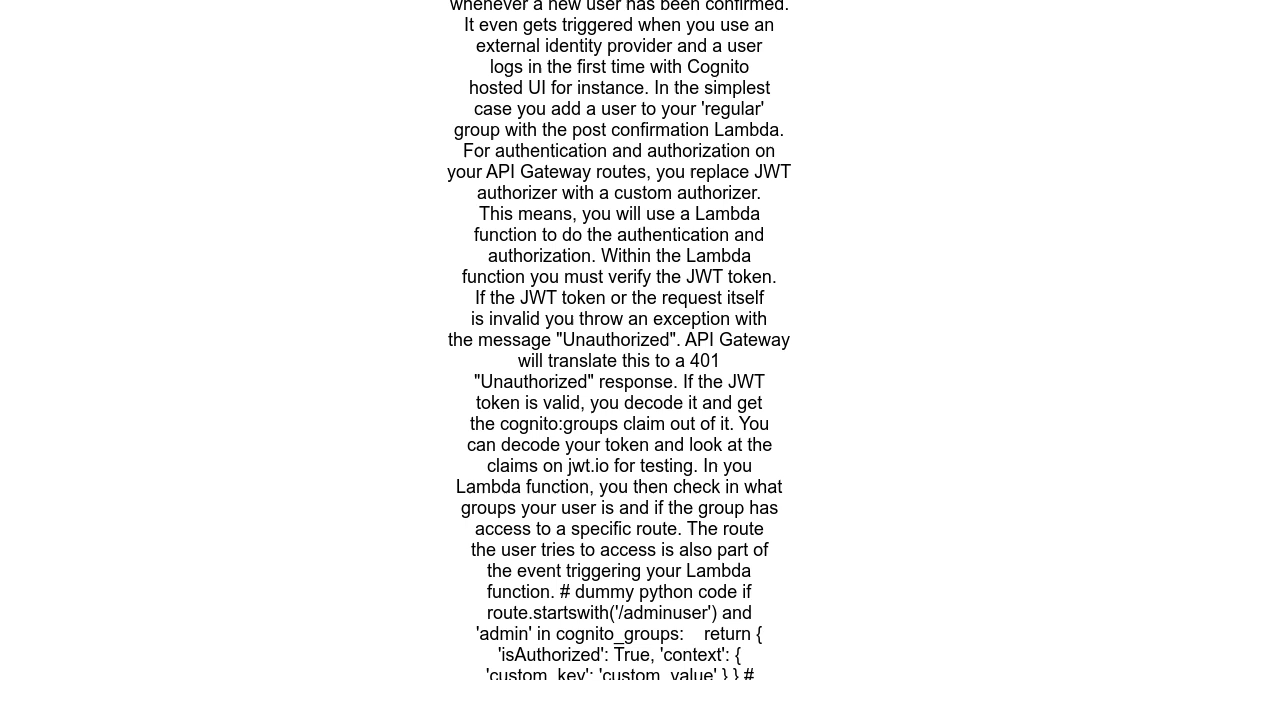 whenever a new user has been confirmed.
It even gets triggered when you use an
external identity provider and a user
logs in the first time with Cognito
hosted UI for instance. In the simplest
case you add a user to your 'regular'
group with the post confirmation Lambda.
For authentication and authorization on
your API Gateway routes, you replace JWT
authorizer with a custom authorizer.
This means, you will use a Lambda
function to do the authentication and
authorization. Within the Lambda
function you must verify the JWT token.
If the JWT token or the request itself
is invalid you throw an exception with
the message "Unauthorized". API Gateway
will translate this to a 401
"Unauthorized" response. If the JWT
token is valid, you decode it and get
the cognito:groups claim out of it. You
can decode your token and look at the
claims on jwt.io for testing. In you
Lambda function, you then check in what
groups your user is and if the group has
access to a specific route. The route
the user tries to access is also part of
the event triggering your Lambda
function. # dummy python code if
route.startswith('/adminuser') and
'admin' in cognito_groups:    return {
'isAuthorized': True, 'context': {
'custom_key': 'custom_value' } } #